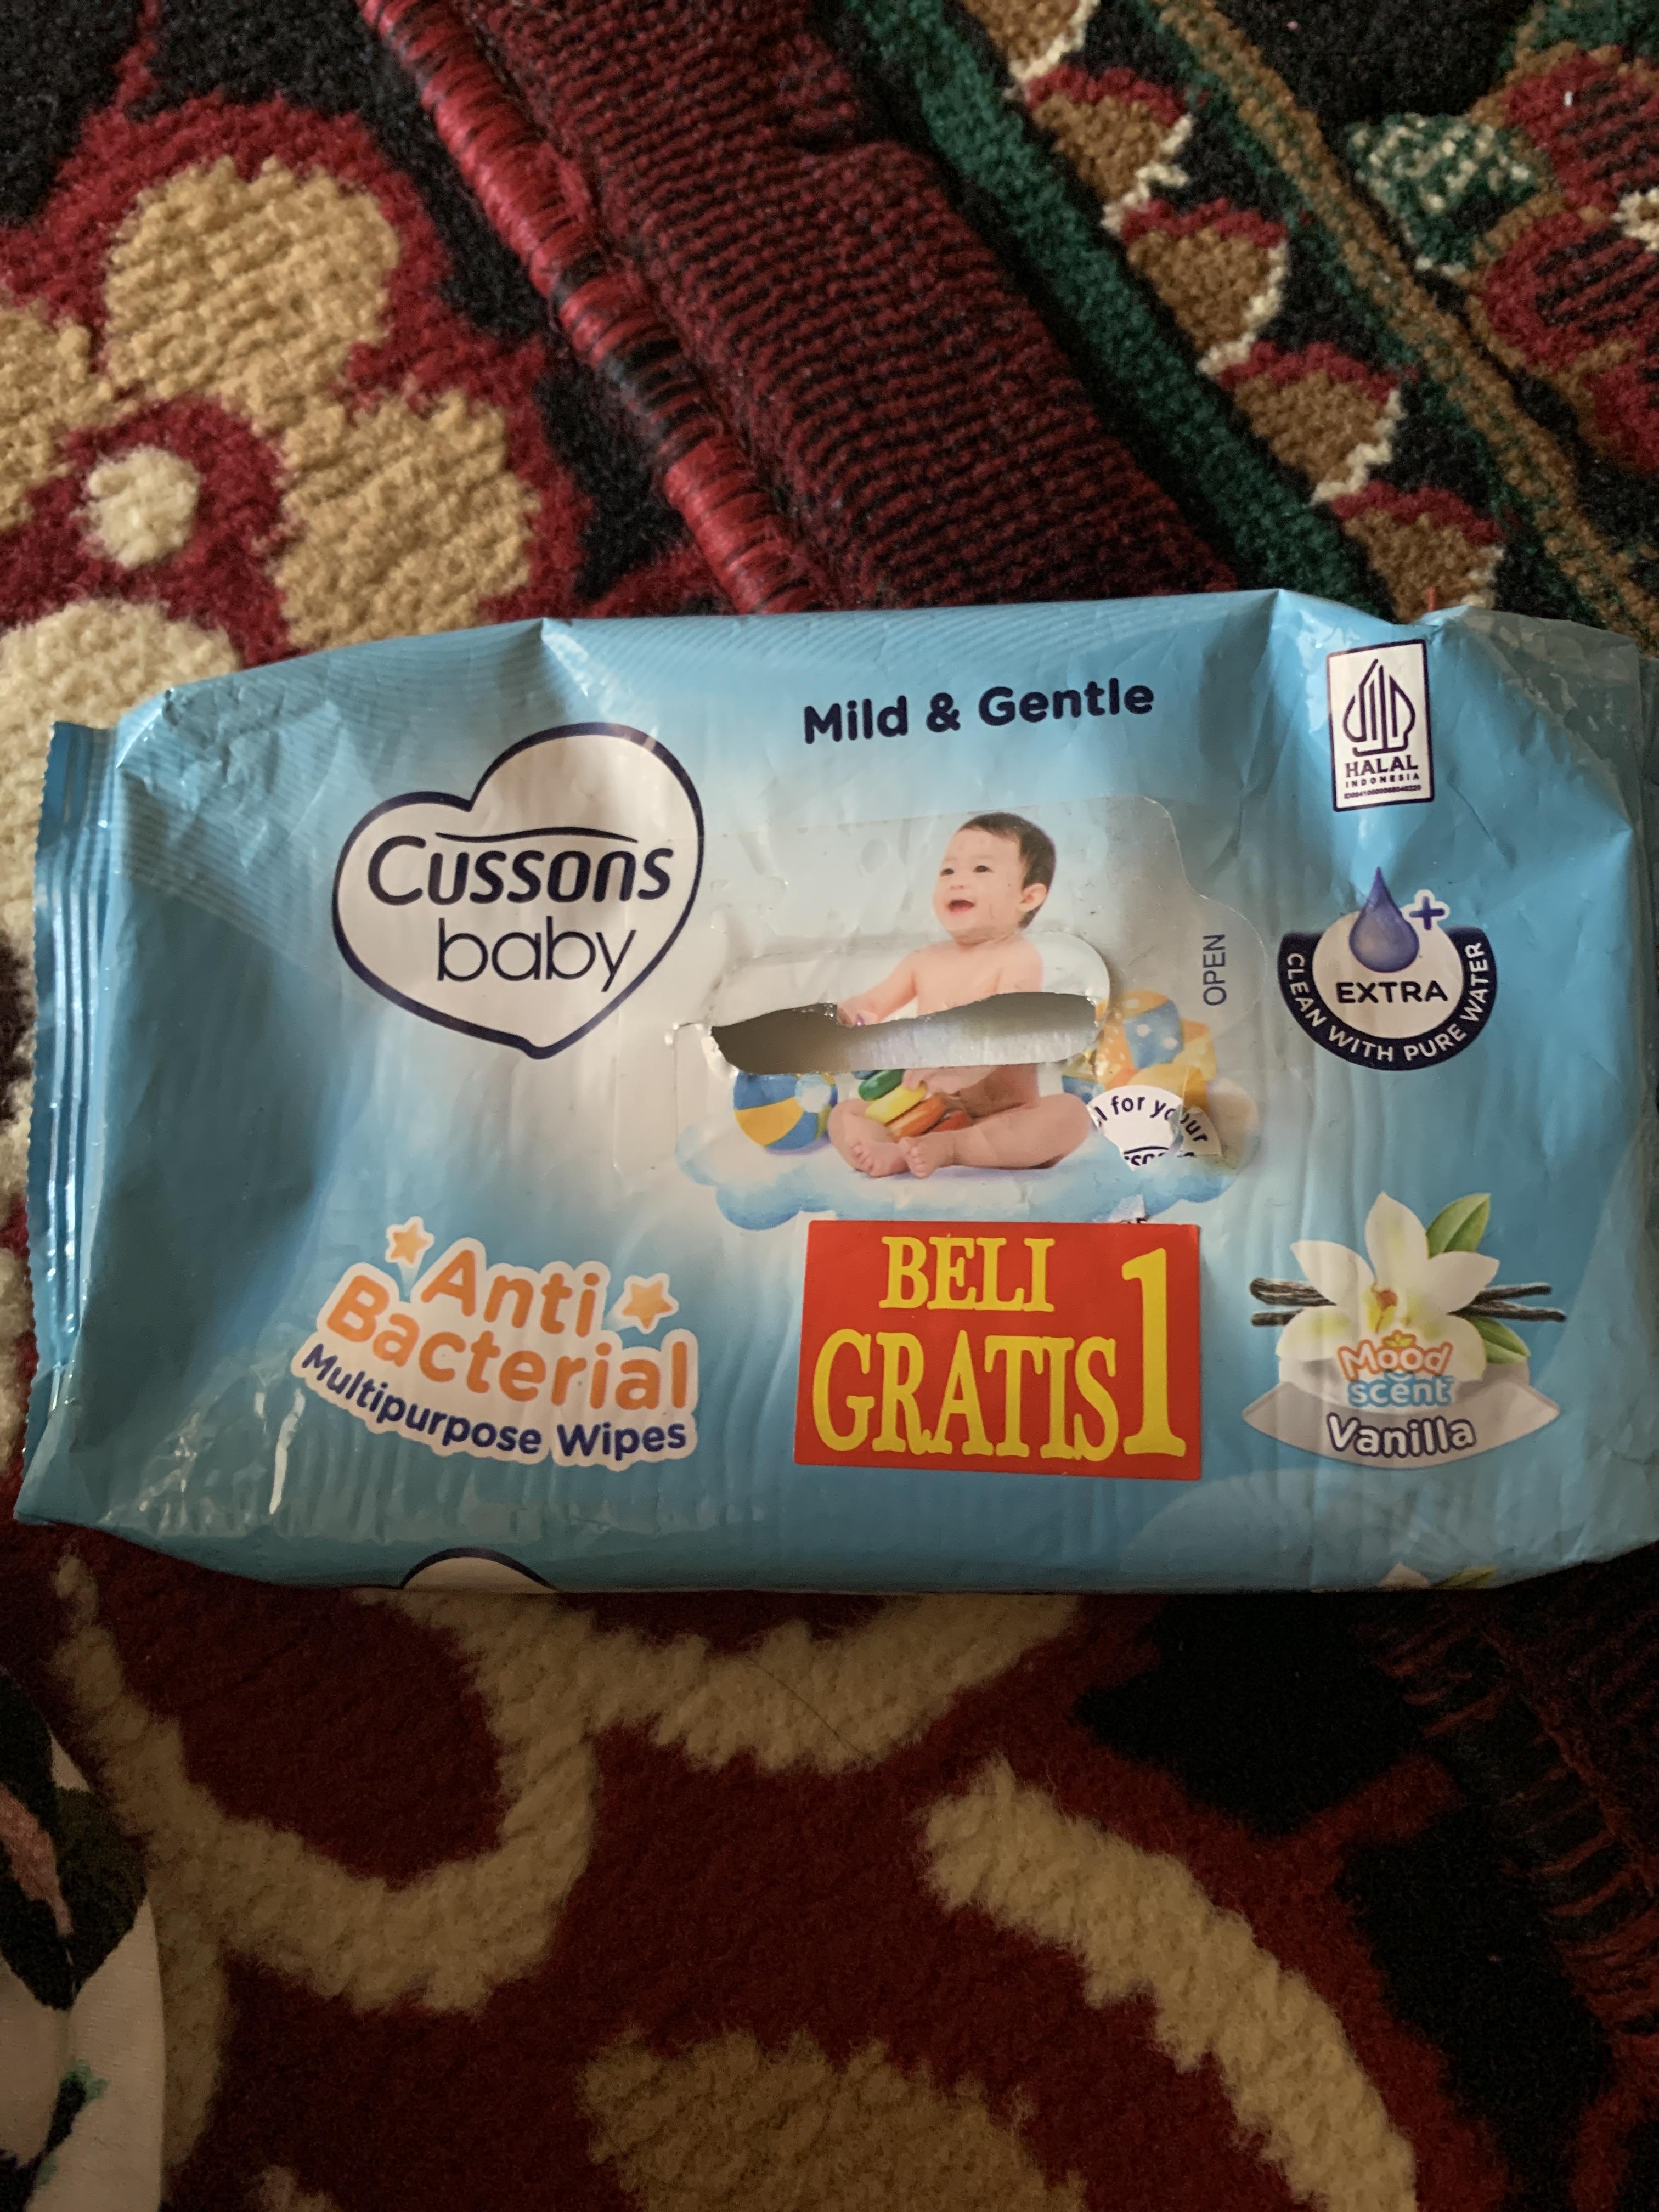 Mild & Gentle
HALAL
INDONESIA
Cussons
baby
OPEN
EXTRA
CLEAN WITH PURE WATER
for your
Anti
Bacterial
Multipurpose Wipes
BELI
GRATIS 1
Mood
scent
Vanilla